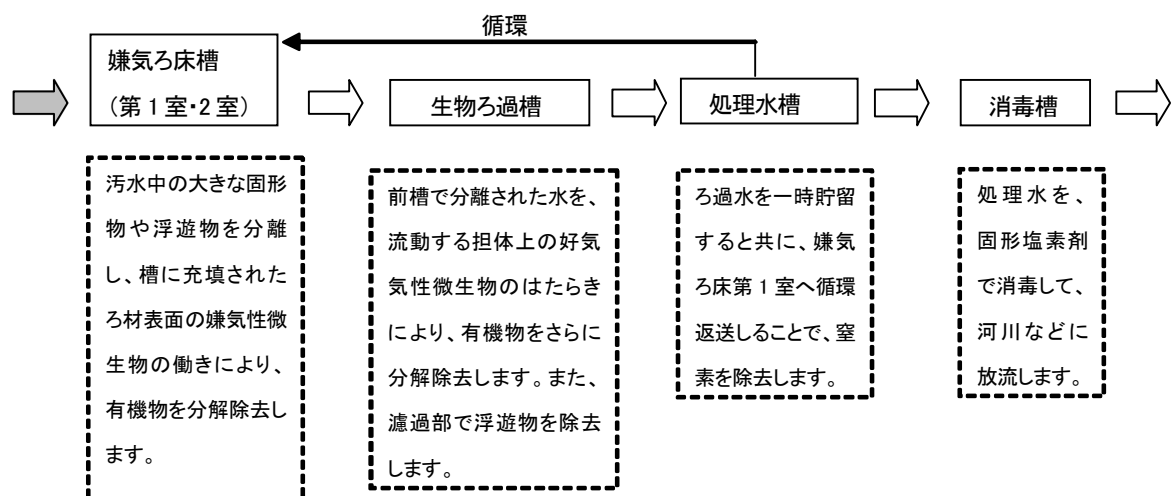 循環
嫌気ろ床槽
(第1室・2室)
生物ろ過槽
処理水槽
消毒槽
汚水中の大きな固形
物や浮遊物を分離
し、槽に充填された
ろ材表面の嫌気性微
生物の働きにより、
有機物を分解除去し
ます。
前槽で分離された水を、
流動する担体上の好気
気性微生物のはたらき
により、有機物をさらに
分解除去します。また、
濾過部で浮遊物を除去
します。
ろ過水を一時貯留
すると共に、嫌気
ろ床第1室へ循環
返送しることで、窒
素を除去します。
処理水を、
固形塩素剤
で消毒して、
河川などに
放流します。